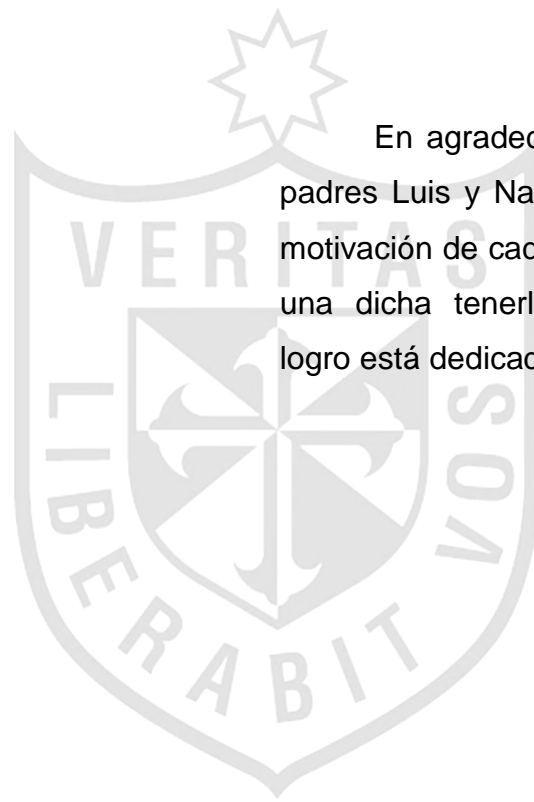 VERITAS
LIBERABIT VOS
En agradec
padres Luis y Na
motivación de cad
una dicha tenerl
logro está dedicad